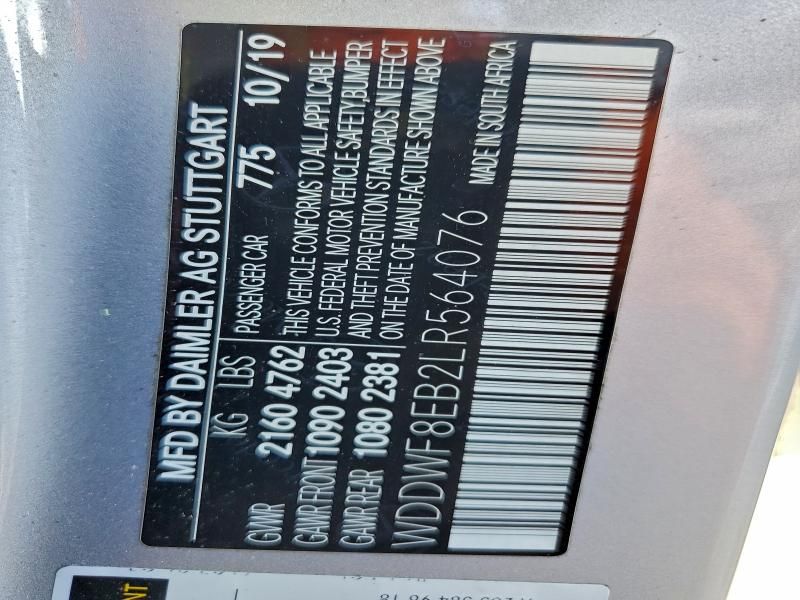 MFD BY DAIMLER AG STUTTGART
KG LBS PASSENGER CAR 775 10/19
GVWR 2160 4762
GAWR FRONT 1090 2403
GAWR REAR 1080 2381
THIS VEHICLE CONFORMS TO ALL APPLICABLE
U.S. FEDERAL MOTOR VEHICLE SAFETY, BUMPER
AND THEFT PREVENTION STANDARDS IN EFFECT
ON THE DATE OF MANUFACTURE SHOWN ABOVE
WDDWF8EB2LR564076 MADE IN SOUTH AFRICA